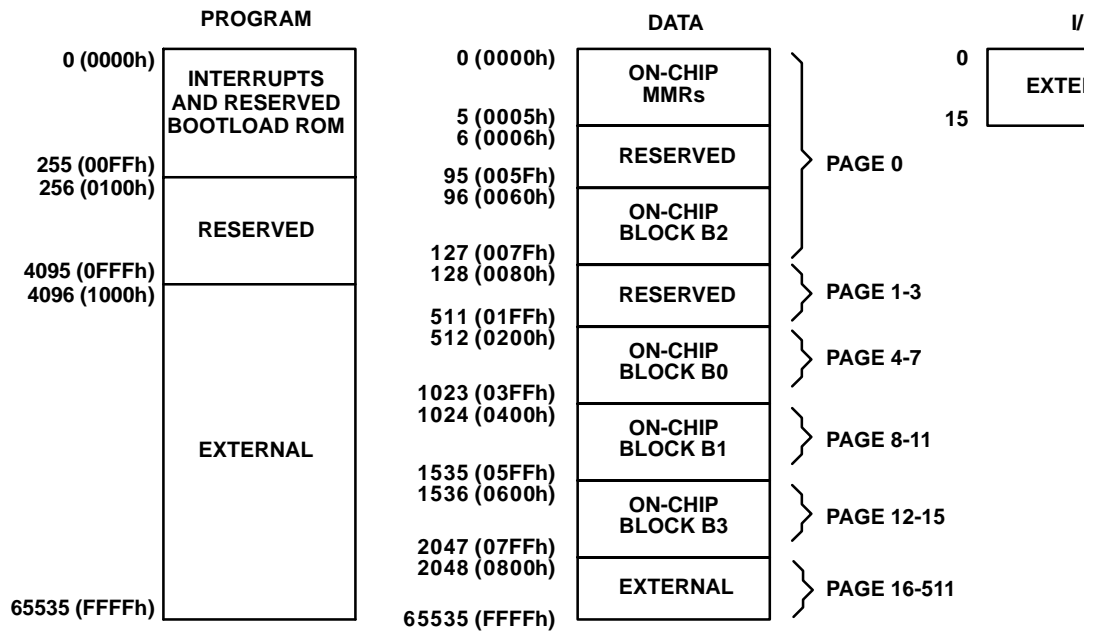 PROGRAM
0 (0000h)
INTERRUPTS
AND RESERVED
BOOTLOAD ROM
255 (00FFh)
256 (0100h)
RESERVED
4095 (0FFFh)
4096 (1000h)
EXTERNAL
65535 (FFFFh)
DATA
0 (0000h)
ON-CHIP
MMRs
5 (0005h)
6 (0006h)
RESERVED
95 (005Fh)
96 (0060h)
ON-CHIP
BLOCK B2
127 (007Fh)
PAGE 0
128 (0080h)
RESERVED
PAGE 1-3
511 (01FFh)
512 (0200h)
ON-CHIP
BLOCK B0
PAGE 4-7
1023 (03FFh)
1024 (0400h)
ON-CHIP
BLOCK B1
PAGE 8-11
1535 (05FFh)
1536 (0600h)
ON-CHIP
BLOCK B3
PAGE 12-15
2047 (07FFh)
2048 (0800h)
EXTERNAL
PAGE 16-511
65535 (FFFFh)
I/
0
15